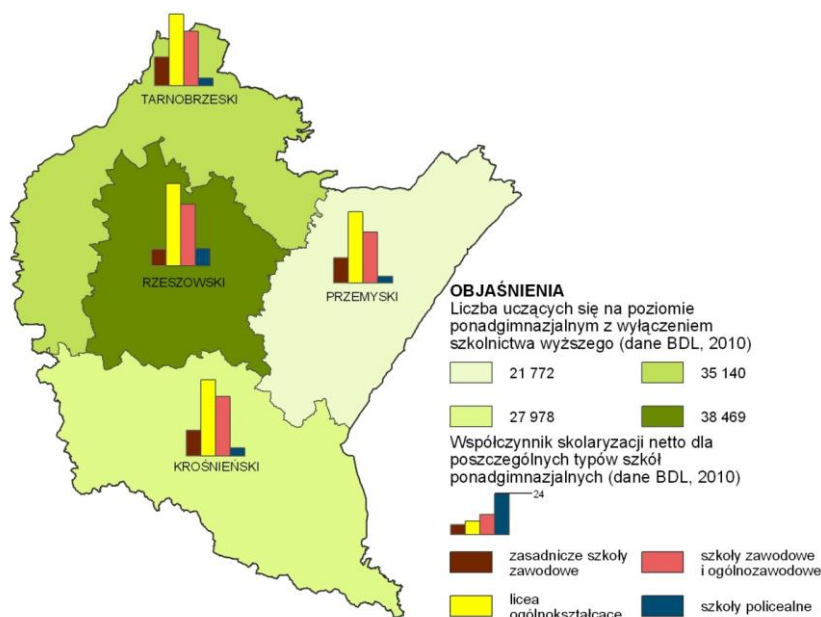 TARNOBRZESKI
RZESZOWSKI
PRZEMYSKI
KROŚNIEŃSKI
OBJAŚNIENIA
Liczba uczących się na poziomie
ponadgimnazjalnym z wyłączeniem
szkolnictwa wyższego (dane BDL, 2010)
21 772
35 140
27 978
38 469
Współczynnik skolaryzacji netto dla
poszczególnych typów szkół
ponadgimnazjalnych (dane BDL, 2010)
24
zasadnicze szkoły
zawodowe
szkoły zawodowe
i ogólnozawodowe
licea
ogólnokształcące
szkoły policealne